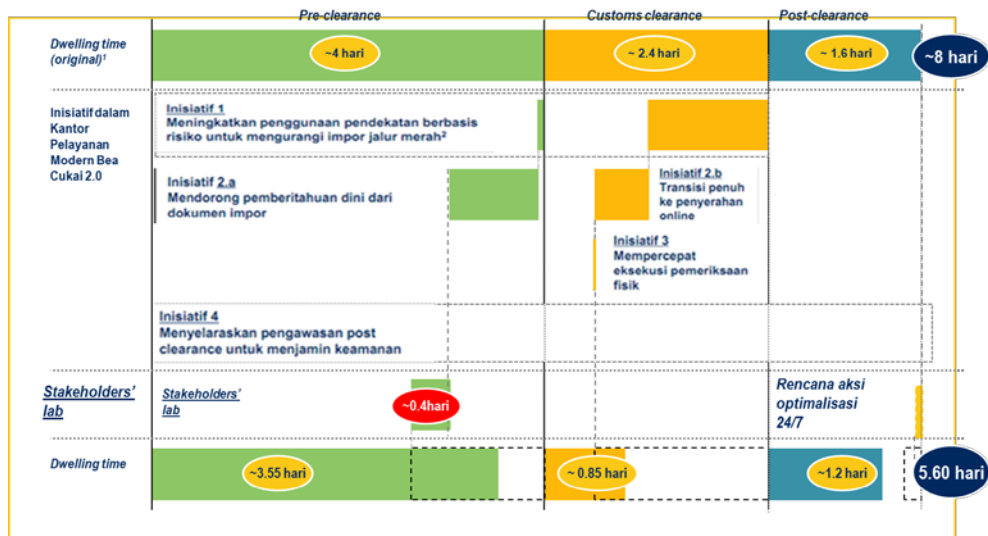 Pre-clearance
Customs clearance
Post-clearance
Dwelling time
(original)¹
~4 hari
~ 2.4 hari
~ 1.6 hari
~8 hari
Inisiatif dalam
Kantor
Pelayanan
Modern Bea
Cukai 2.0
Inisiatif 1
Meningkatkan penggunaan pendekatan berbasis
risiko untuk mengurangi impor jalur merah²
Inisiatif 2.a
Mendorong pemberitahuan dini dari
dokumen impor
Inisiatif 2.b
Transisi penuh
ke penyerahan
online
Inisiatif 3
Mempercepat
eksekusi pemeriksaan
fisik
Inisiatif 4
Menyelaraskan pengawasan post
clearance untuk menjamin keamanan
Stakeholders'
lab
Stakeholders'
lab
~0.4hari
Rencana aksi
optimalisasi
24/7
Dwelling time
~3.55 hari
~ 0.85 hari
~1.2 hari
5.60 hari